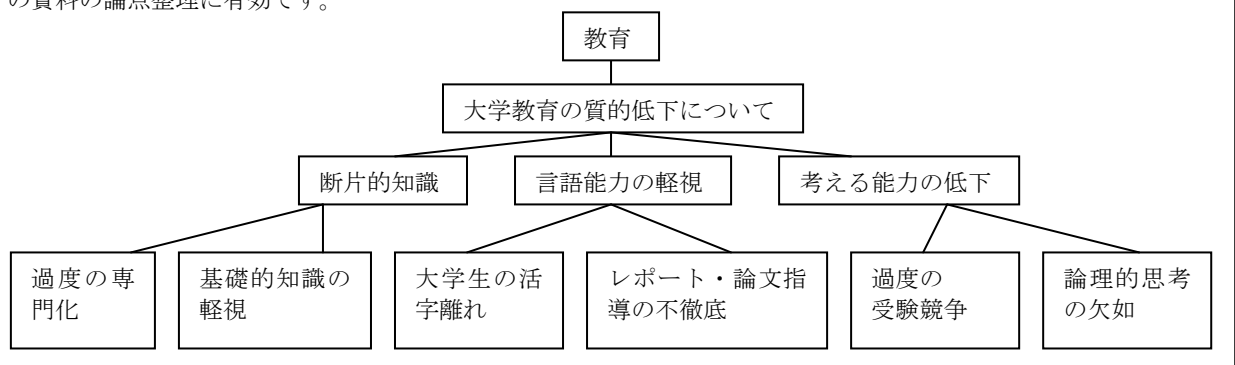 の資料の論点整理に有効です。
教育
大学教育の質的低下について
断片的知識
言語能力の軽視
考える能力の低下
過度の専
門化
基礎的知識の
軽視
大学生の活
字離れ
レポート・論文指
導の不徹底
過度の
受験競争
論理的思考
の欠如